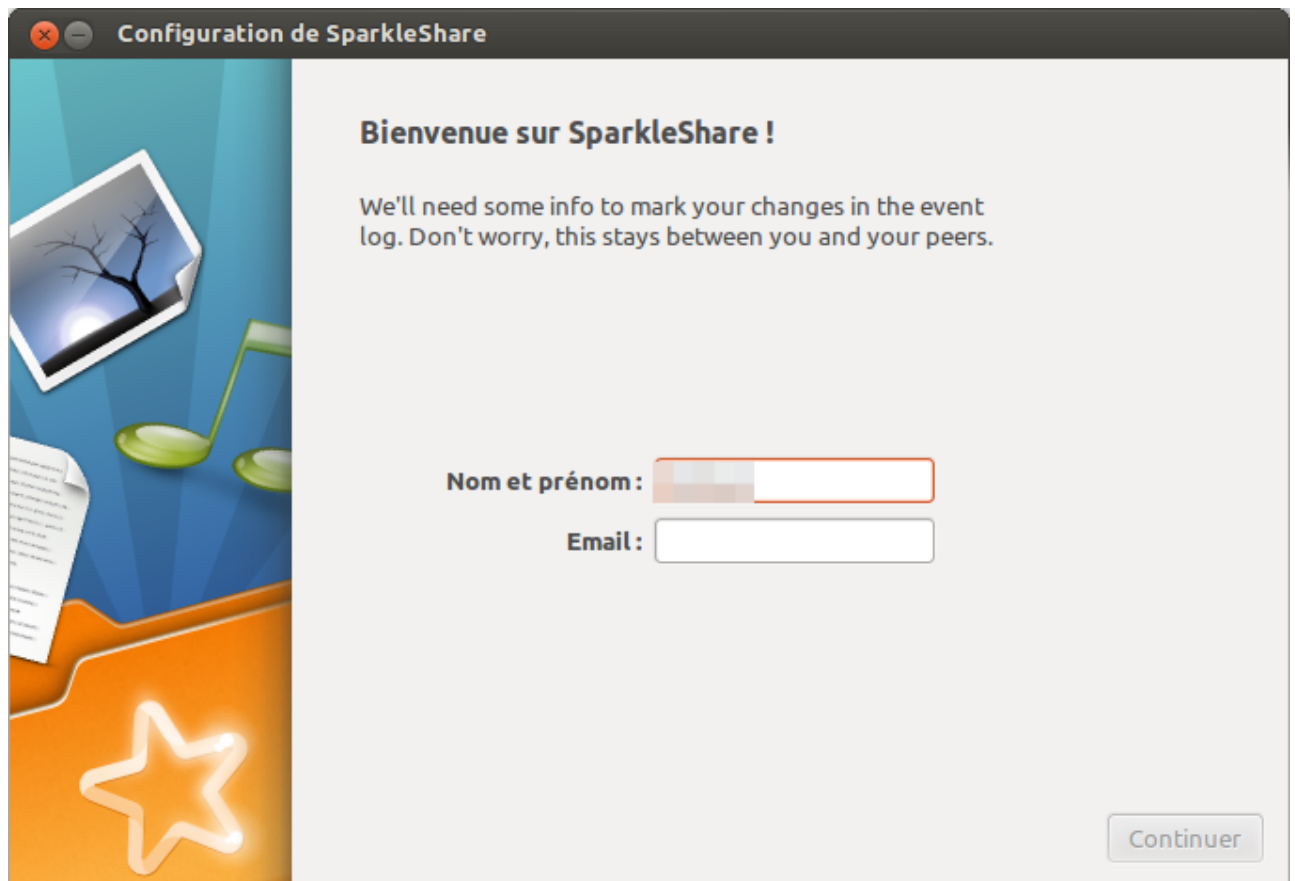 Configuration de SparkleShare
Bienvenue sur SparkleShare !
We'll need some info to mark your changes in the event
log. Don't worry, this stays between you and your peers.
Nom et prénom :
Email :
Continuer